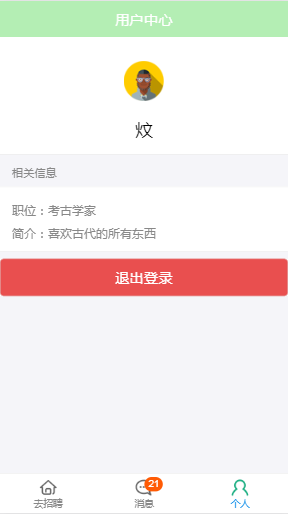 用户中心
炆
相关信息
职位：考古学家
简介：喜欢古代的所有东西
退出登录
21
去招聘
消息
个人